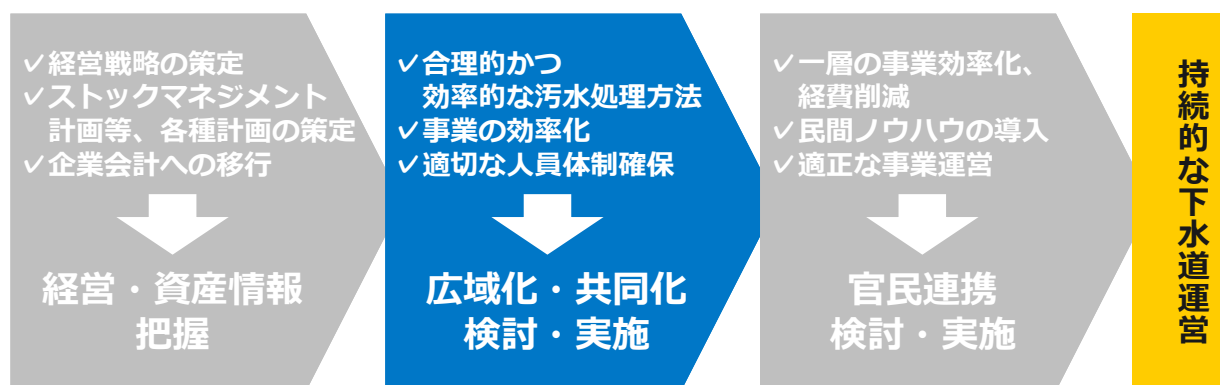 ✓経営戦略の策定
✓ストックマネジメント
計画等、各種計画の策定
✓企業会計への移行
経営・資産情報
把握
✓合理的かつ
効率的な汚水処理方法
✓事業の効率化
✓適切な人員体制確保
広域化・共同化
検討・実施
✓一層の事業効率化、
経費削減
✓民間ノウハウの導入
✓適正な事業運営
官民連携
検討・実施
持続的な下水道運営